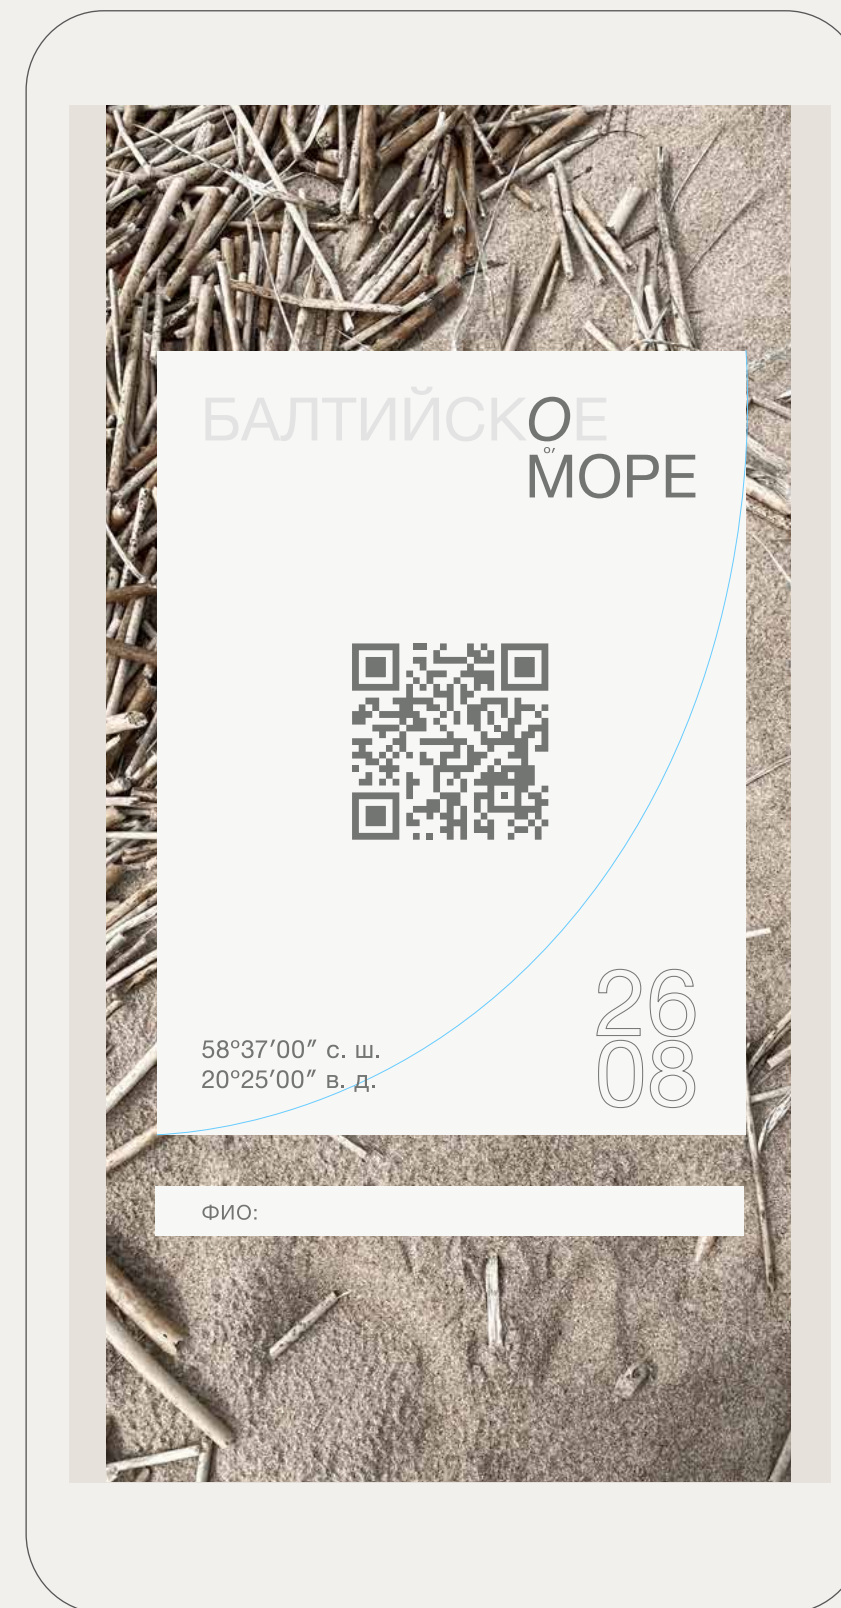 БАЛТИЙСКОЕ
о′
МОРЕ
58°37′00″ с. ш.
20°25′00″ в. д.
26
08
ФИО: